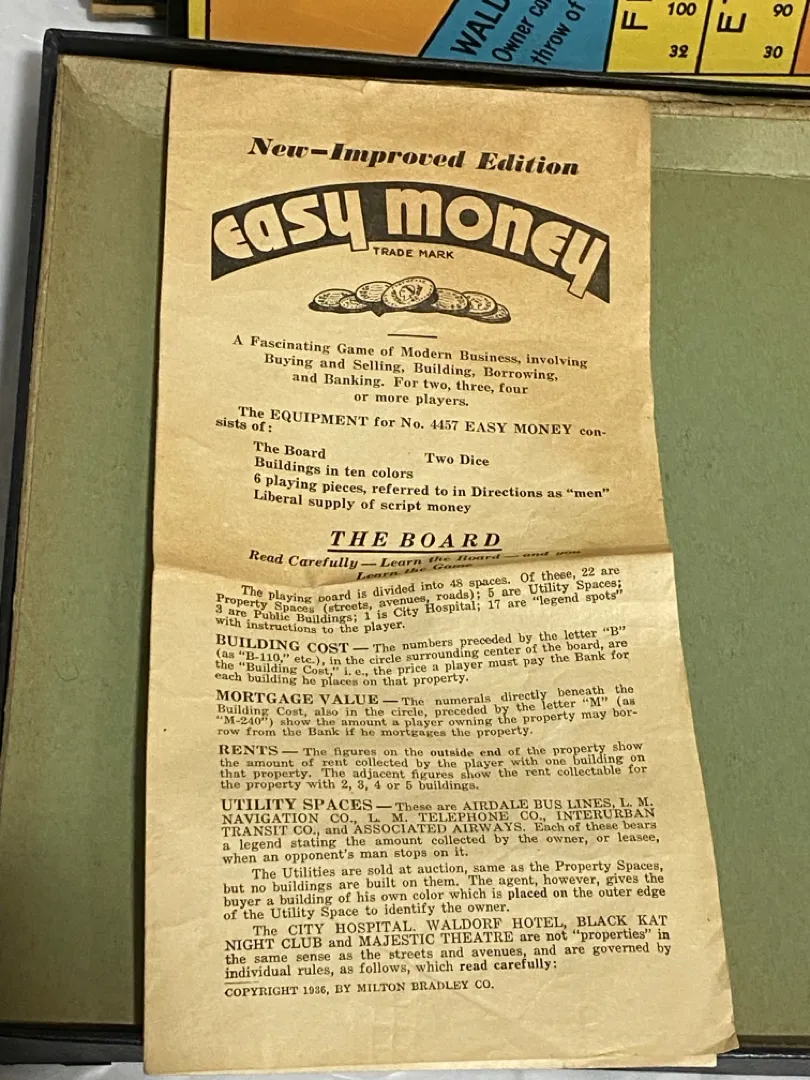 WALD
Owner co
throw of
F
100
32
E
90
30
New-Improved Edition
easy money
TRADE MARK
A Fascinating Game of Modern Business, involving
Buying and Selling, Building, Borrowing,
and Banking. For two, three, four
or more players.
The EQUIPMENT for No. 4457 EASY MONEY con-
sists of:
The Board Two Dice
Buildings in ten colors
6 playing pieces, referred to in Directions as "men"
Liberal supply of script money
THE BOARD
Read Carefully — Learn the Board — and you
Learn the Game
The playing board is divided into 48 spaces. Of these, 22 are
Property Spaces (streets, avenues, roads); 5 are Utility Spaces;
3 are Public Buildings; 1 is City Hospital; 17 are "legend spots"
with instructions to the player.
BUILDING COST — The numbers preceded by the letter "B"
(as "B-110," etc.), in the circle surrounding center of the board, are
the "Building Cost," i. e., the price a player must pay the Bank for
each building he places on that property.
MORTGAGE VALUE — The numerals directly beneath the
Building Cost, also in the circle, preceded by the letter "M" (as
"M-240") show the amount a player owning the property may bor-
row from the Bank if he mortgages the property.
RENTS — The figures on the outside end of the property show
the amount of rent collected by the player with one building on
that property. The adjacent figures show the rent collectable for
the property with 2, 3, 4 or 5 buildings.
UTILITY SPACES — These are AIRDALE BUS LINES, L. M.
NAVIGATION CO., L. M. TELEPHONE CO., INTERURBAN
TRANSIT CO., and ASSOCIATED AIRWAYS. Each of these bears
a legend stating the amount collected by the owner, or leasee,
when an opponent's man stops on it.
The Utilities are sold at auction, same as the Property Spaces,
but no buildings are built on them. The agent, however, gives the
buyer a building of his own color which is placed on the outer edge
of the Utility Space to identify the owner.
The CITY HOSPITAL. WALDORF HOTEL, BLACK KAT
NIGHT CLUB and MAJESTIC THEATRE are not "properties" in
the same sense as the streets and avenues, and are governed by
individual rules, as follows, which read carefully:
COPYRIGHT 1936, BY MILTON BRADLEY CO.